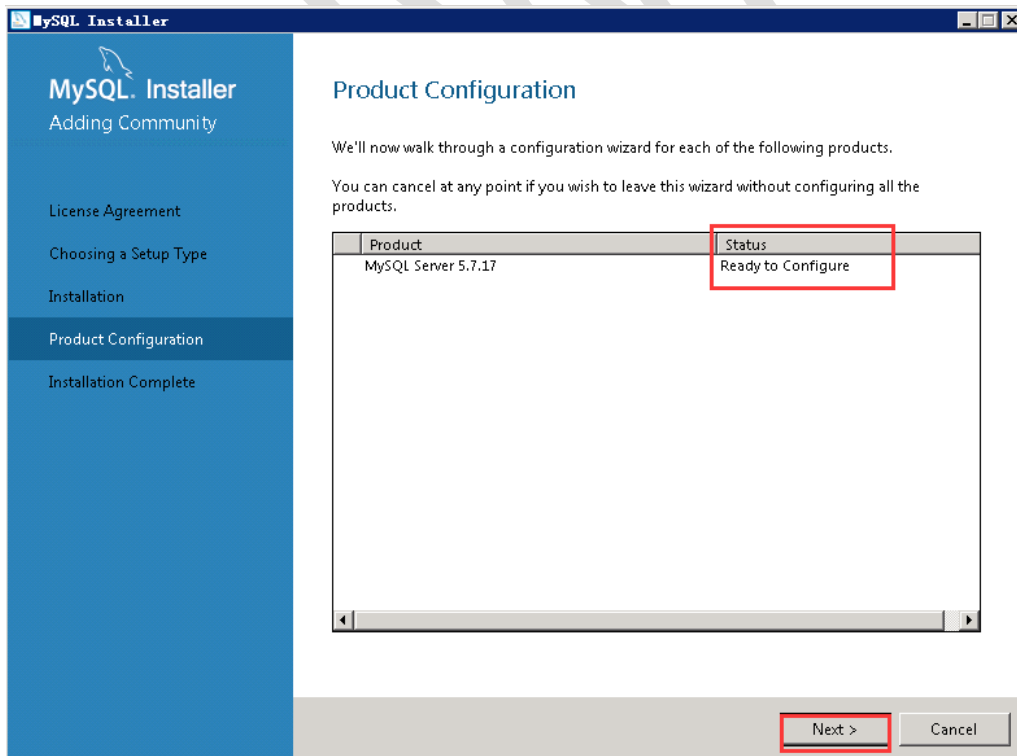 MySQL Installer
MySQL. Installer
Adding Community
License Agreement
Choosing a Setup Type
Installation
Product Configuration
Installation Complete
Product Configuration
We'll now walk through a configuration wizard for each of the following products.
You can cancel at any point if you wish to leave this wizard without configuring all the
products.
Product Status
MySQL Server 5.7.17 Ready to Configure
Next > Cancel